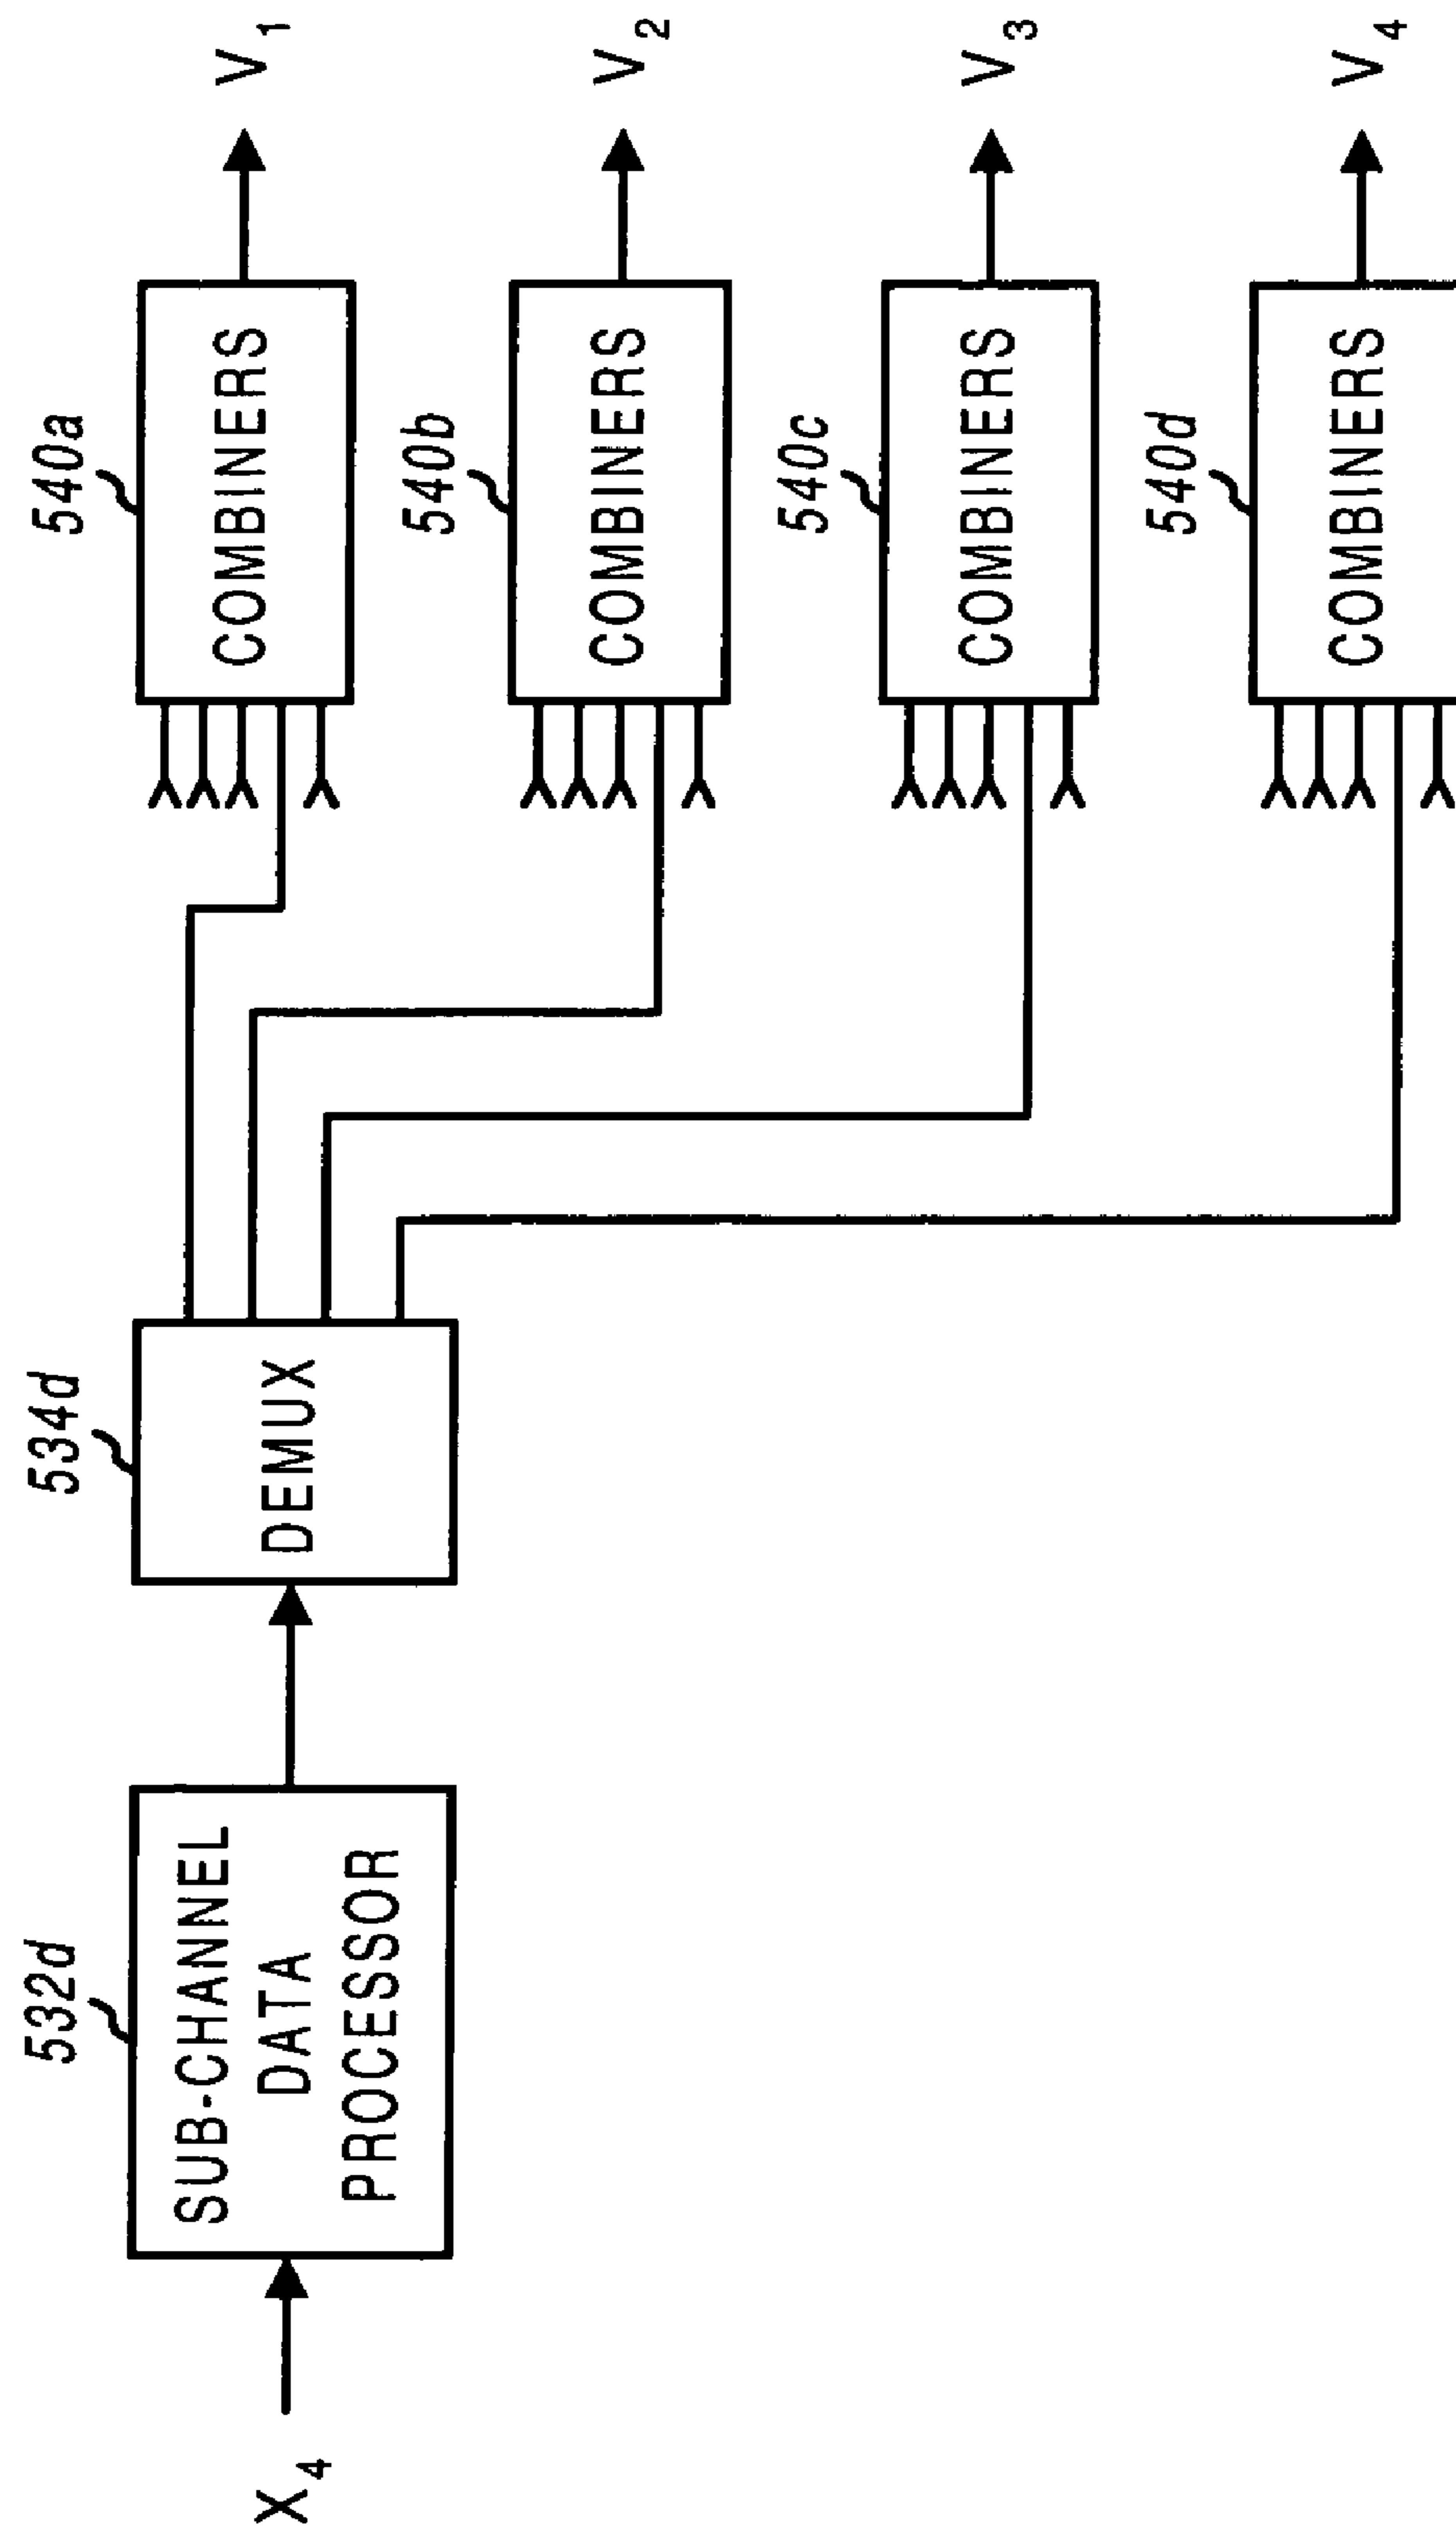 X4
532d
SUB-CHANNEL
DATA
PROCESSOR
534d
DEMUX
540a
COMBINERS
V1
540b
COMBINERS
V2
540c
COMBINERS
V3
540d
COMBINERS
V4